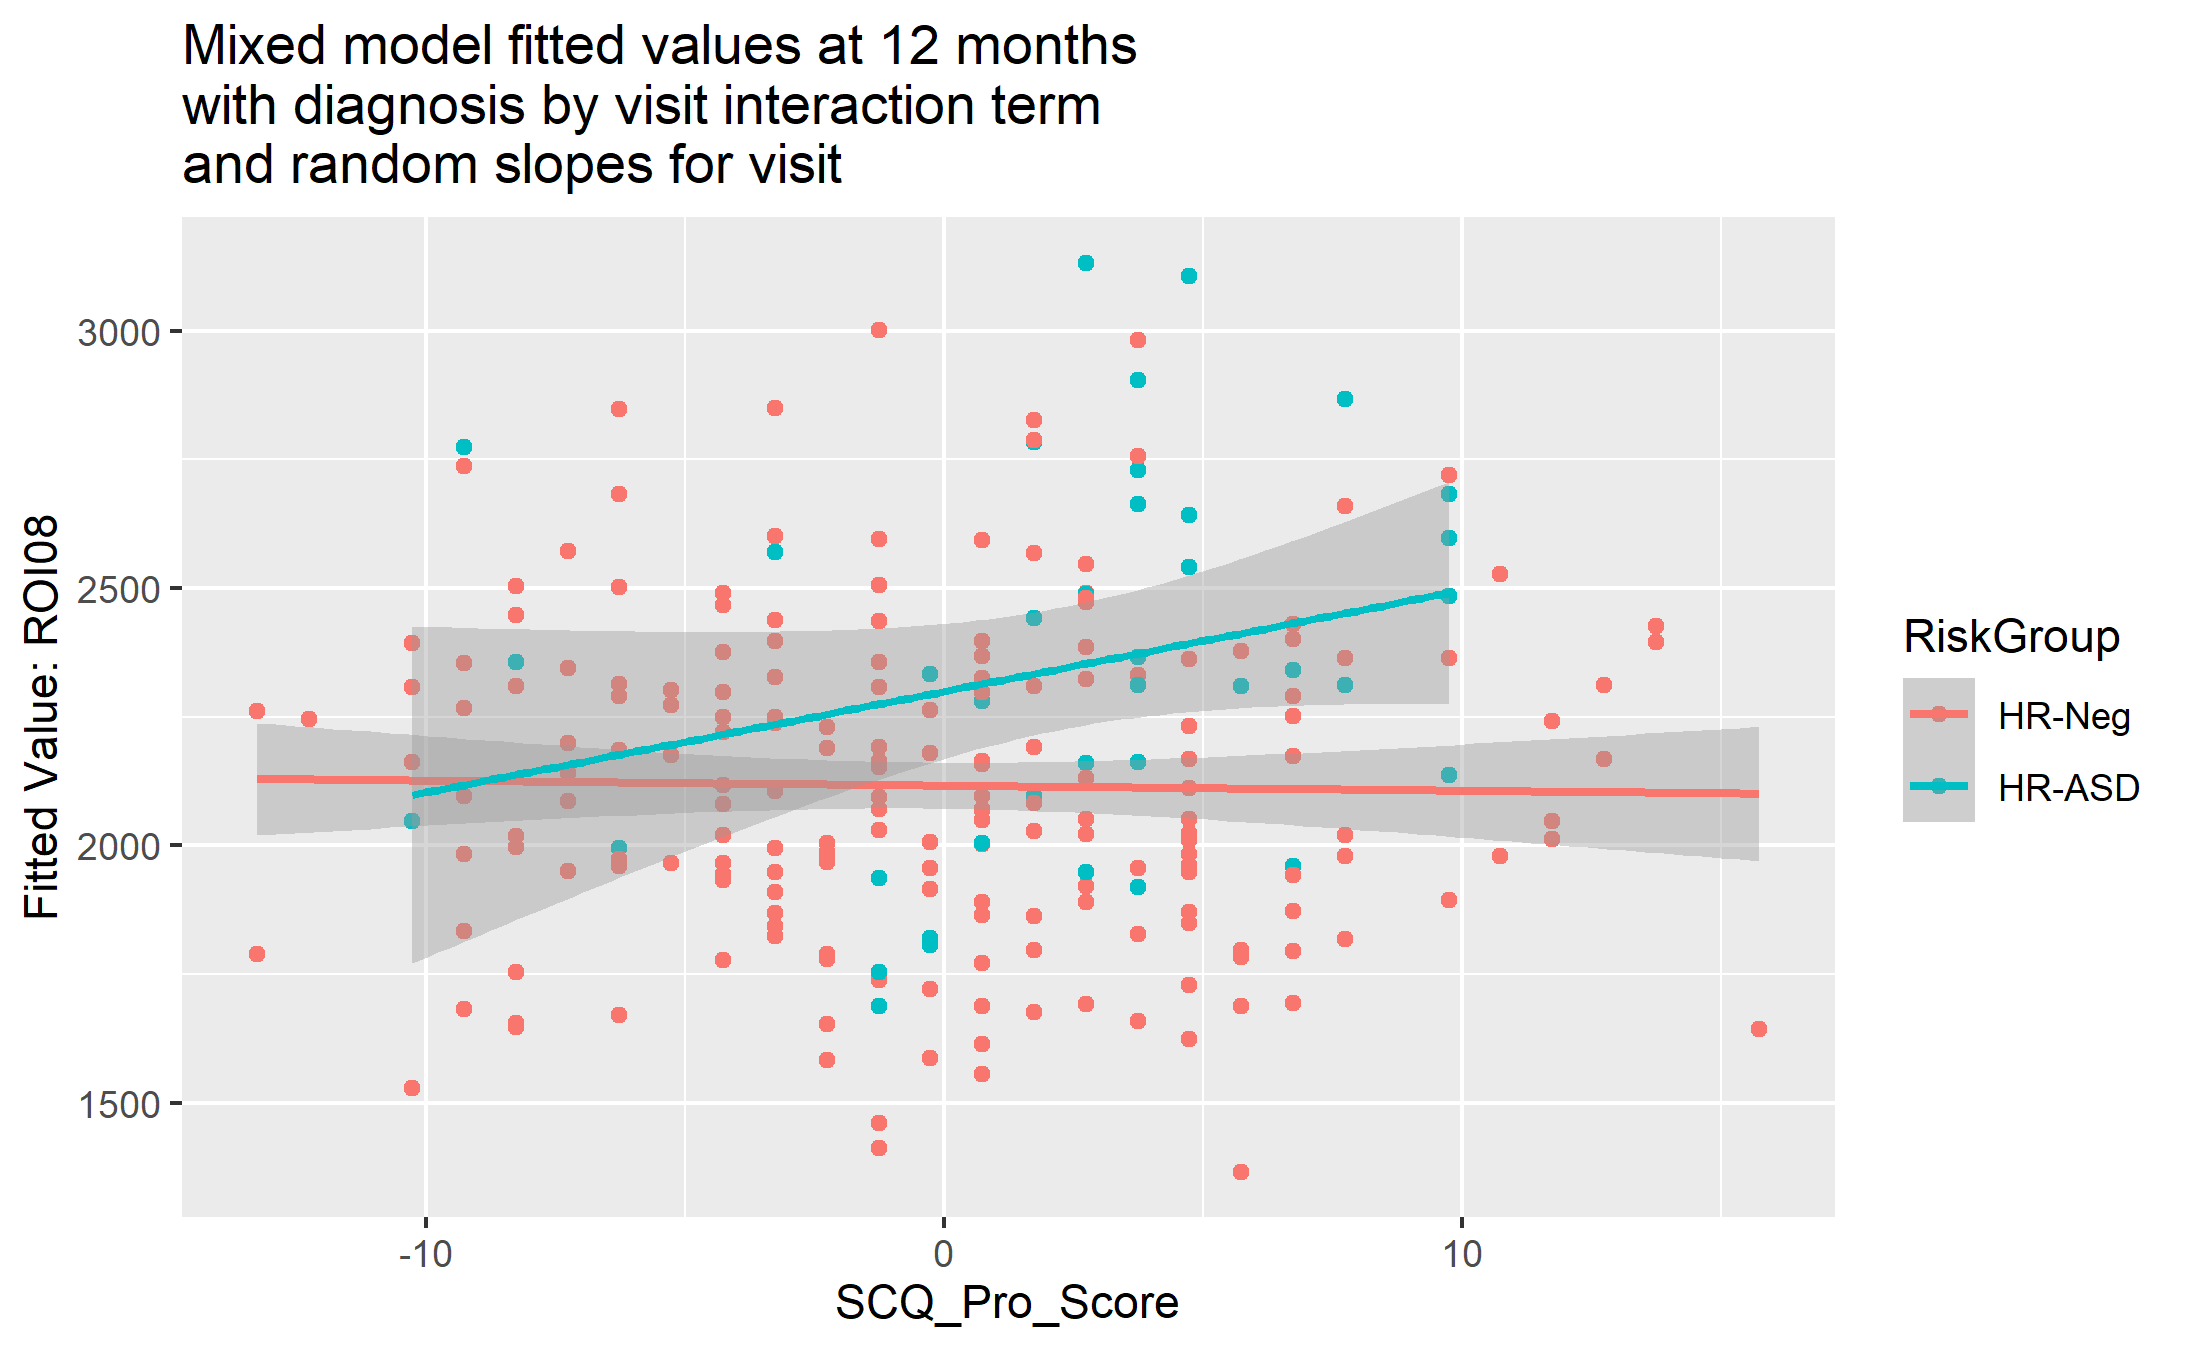 Mixed model fitted values at 12 months
with diagnosis by visit interaction term
and random slopes for visit
Fitted Value: ROI08
3000
2500
2000
1500
-10
0
10
SCQ_Pro_Score
RiskGroup
HR-Neg
HR-ASD